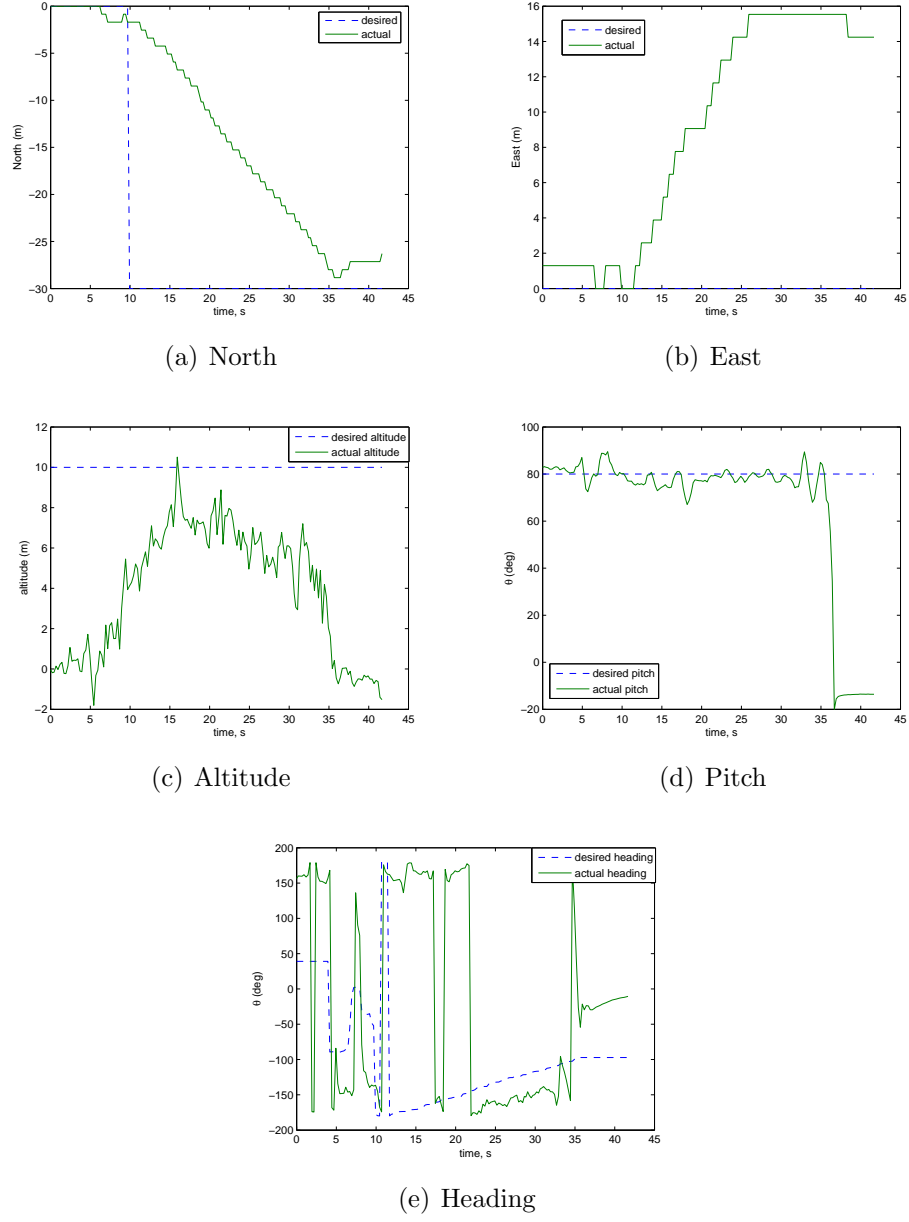 0
−5
−10
−15
−20
−25
−30
0 5 10 15 20 25 30 35 40 45
North (m)
time, s
desired
actual
(a) North
16
14
12
10
8
6
4
2
0
0 5 10 15 20 25 30 35 40 45
East (m)
time, s
desired
actual
(b) East
12
10
8
6
4
2
0
−2
0 5 10 15 20 25 30 35 40 45
altitude (m)
time, s
desired altitude
actual altitude
(c) Altitude
100
80
60
40
20
0
−20
0 5 10 15 20 25 30 35 40 45
θ (deg)
time, s
desired pitch
actual pitch
(d) Pitch
200
150
100
50
0
−50
−100
−150
−200
0 5 10 15 20 25 30 35 40 45
θ (deg)
time, s
desired heading
actual heading
(e) Heading